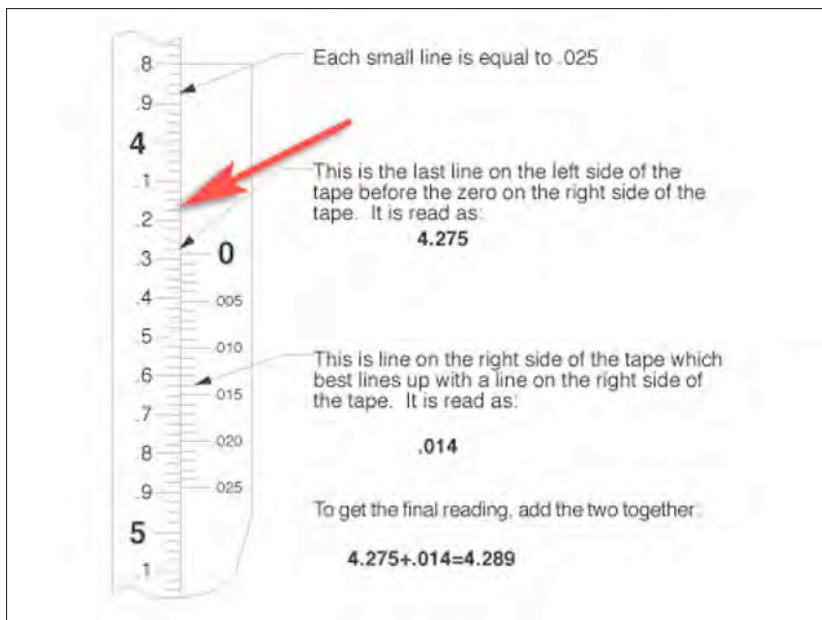 .8
.9
4
.1
.2
.3
.4
.5
.6
.7
.8
.9
5
.1
0
.005
.010
.015
.020
.025
Each small line is equal to .025
This is the last line on the left side of the
tape before the zero on the right side of the
tape. It is read as:
4.275
This is line on the right side of the tape which
best lines up with a line on the right side of
the tape. It is read as:
.014
To get the final reading, add the two together:
4.275+.014=4.289